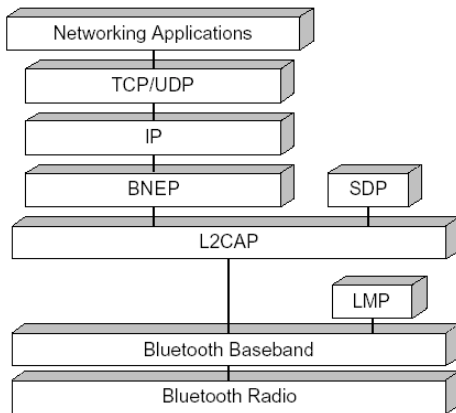 Networking Applications
TCP/UDP
IP
BNEP
SDP
L2CAP
LMP
Bluetooth Baseband
Bluetooth Radio